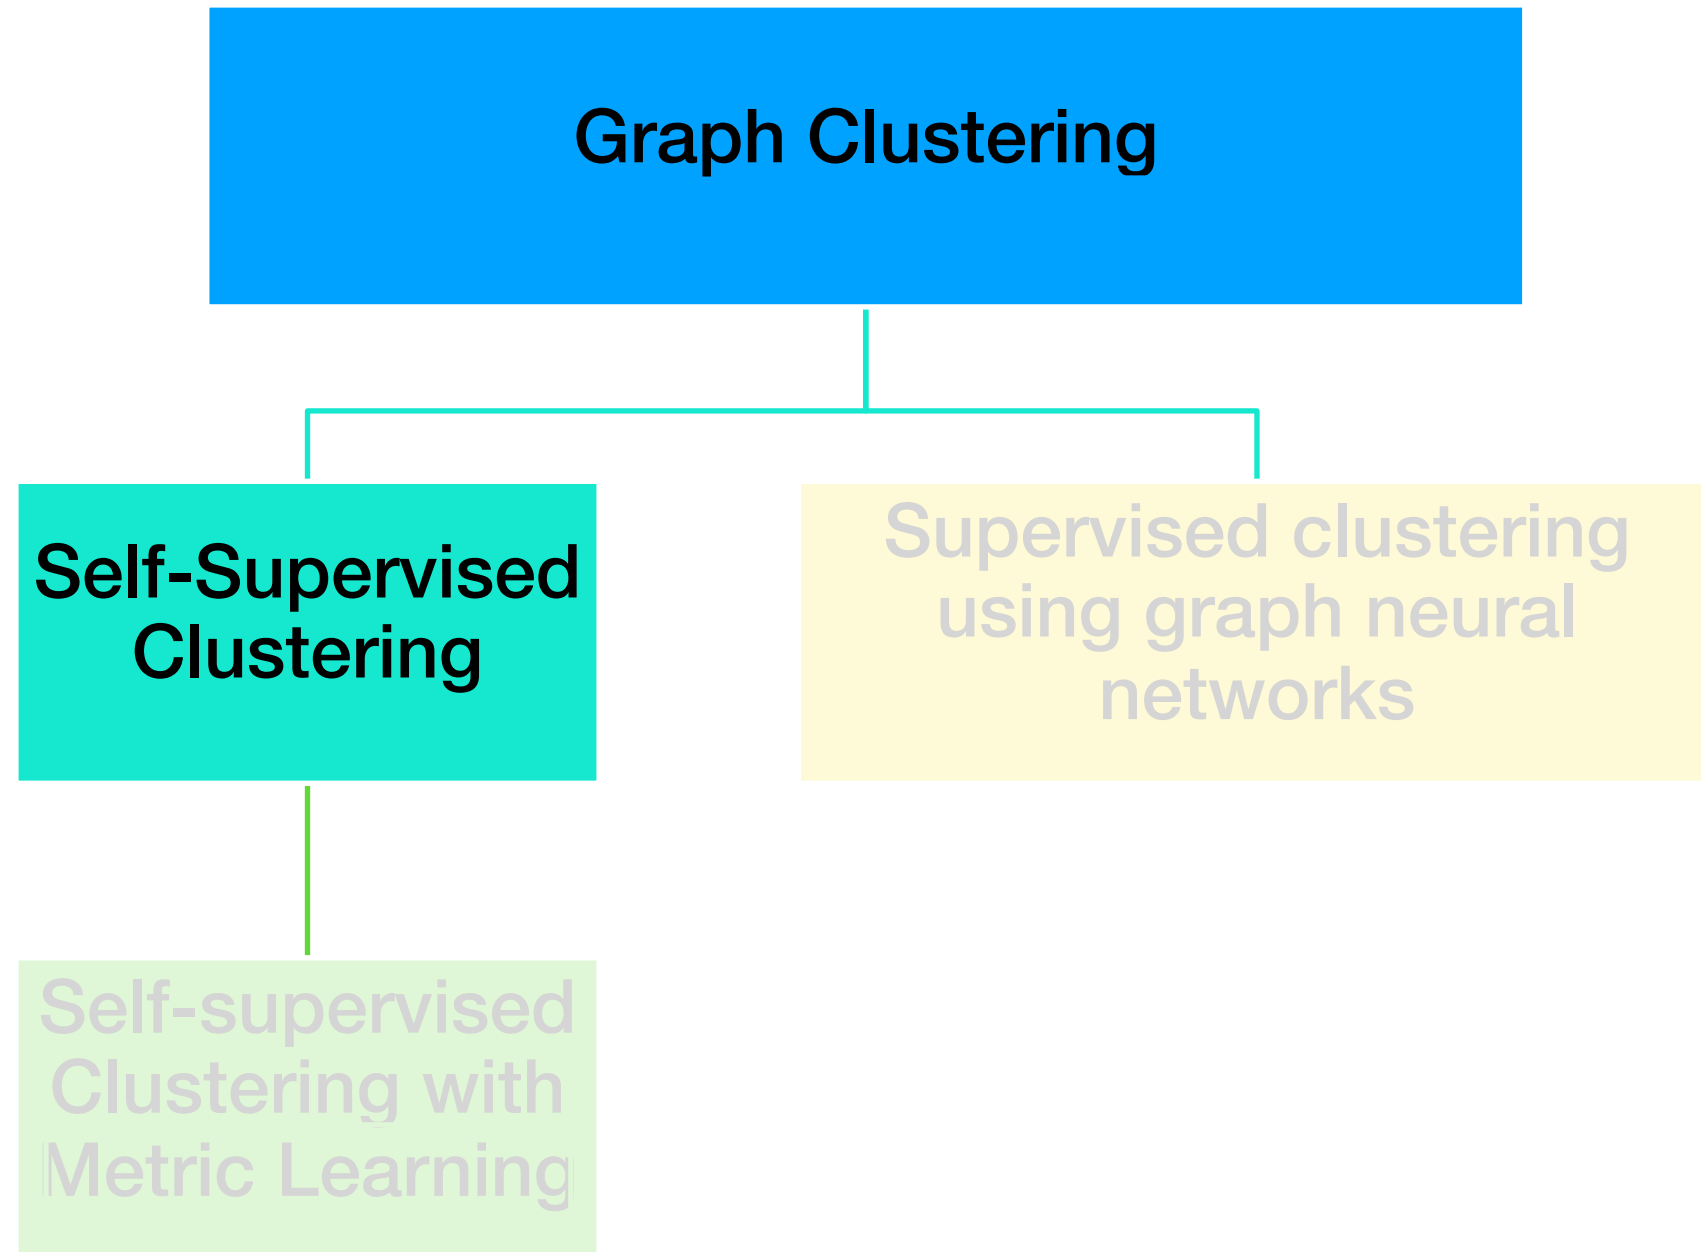 Graph Clustering
Self-Supervised
Clustering
Supervised clustering
using graph neural
networks
Self-supervised
Clustering with
Metric Learning